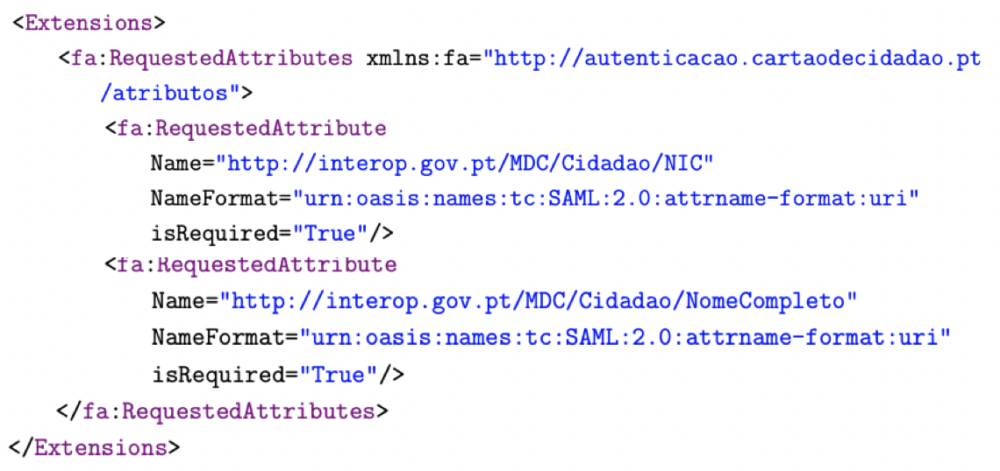 <Extensions>
<fa:RequestedAttributes xmlns:fa="http://autenticacao.cartaodecidadao.pt
/atributos">
<fa:RequestedAttribute
Name="http://interop.gov.pt/MDC/Cidadao/NIC"
NameFormat="urn:oasis:names:tc:SAML:2.0:attrname-format:uri"
isRequired="True"/>
<fa:RequestedAttribute
Name="http://interop.gov.pt/MDC/Cidadao/NomeCompleto"
NameFormat="urn:oasis:names:tc:SAML:2.0:attrname-format:uri"
isRequired="True"/>
</fa:RequestedAttributes>
</Extensions>